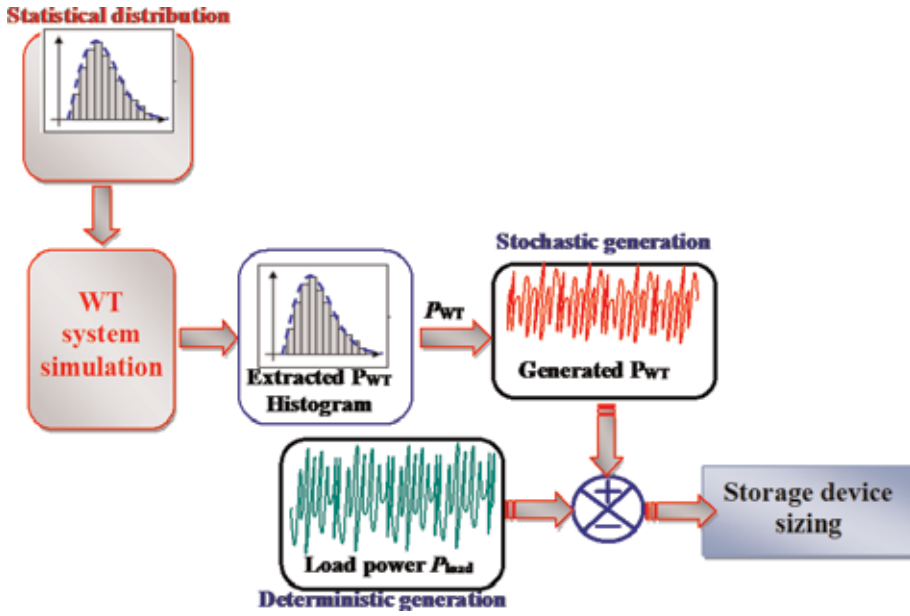 Statistical distribution
WT
system
simulation
Extracted PWT
Histogram
PWT
Stochastic generation
Generated PWT
Load power Pload
Deterministic generation
+
−
Storage device
sizing